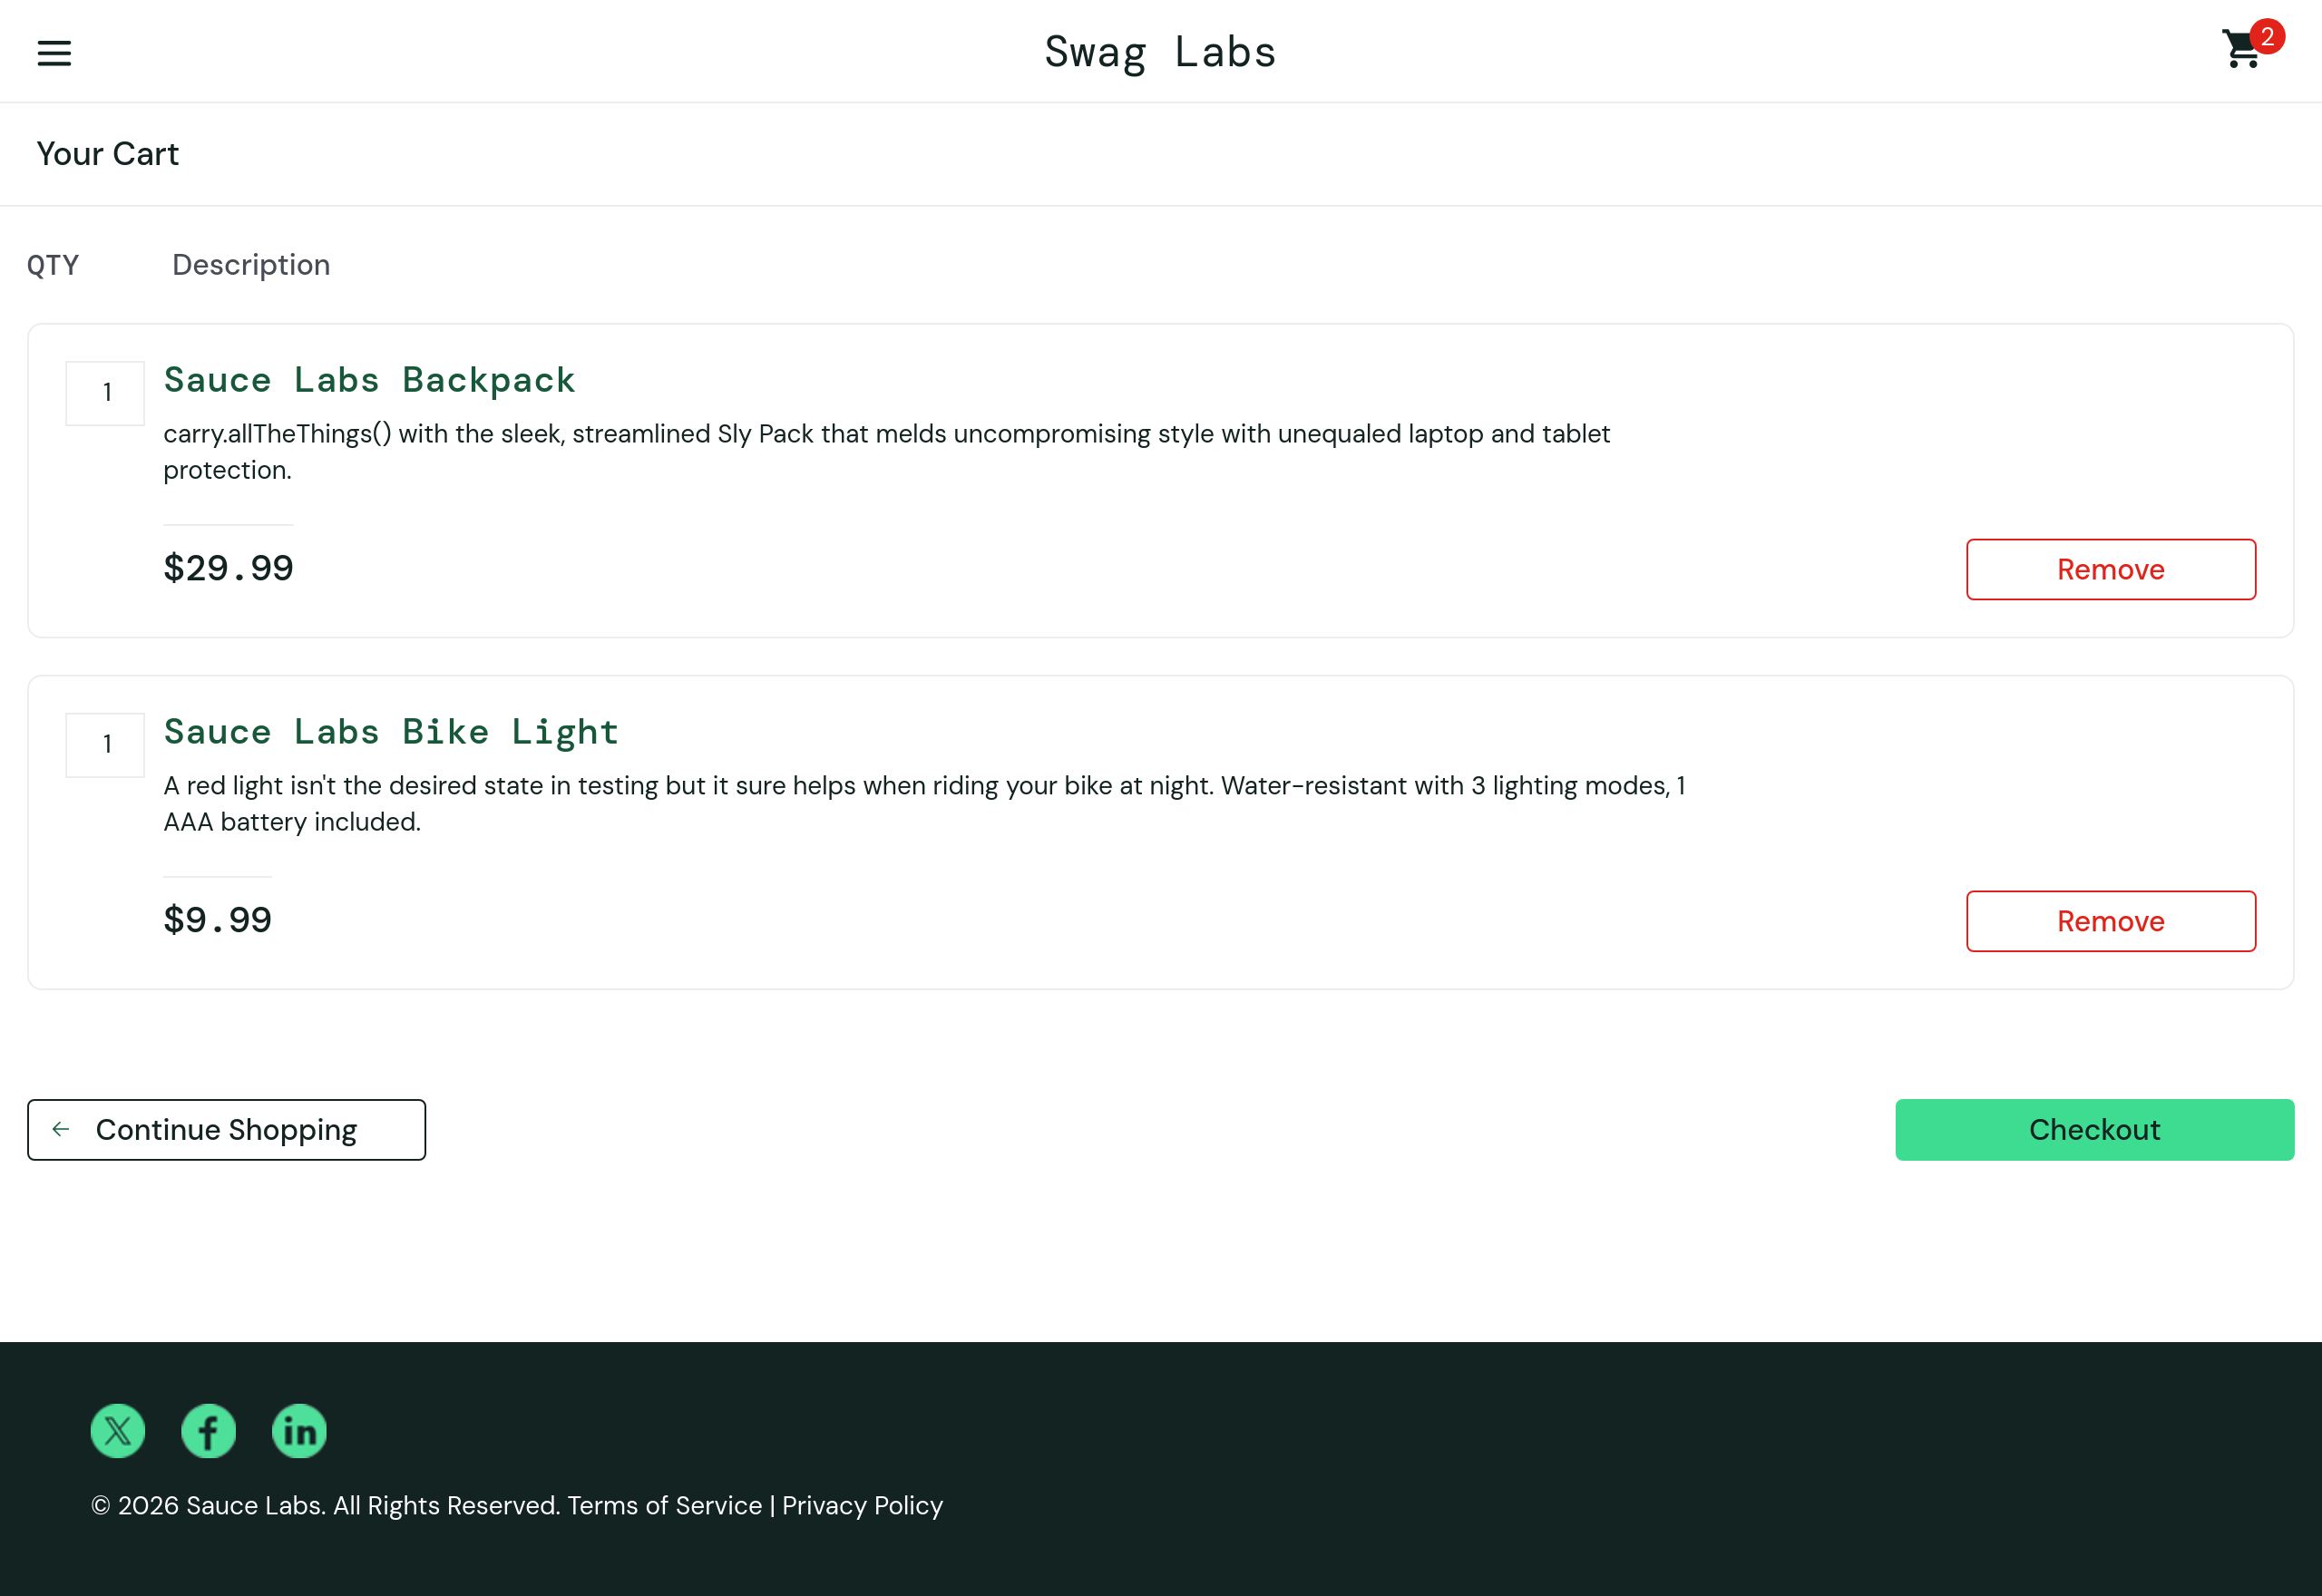 Swag Labs
2
Your Cart
QTY Description
1
Sauce Labs Backpack
carry.allTheThings() with the sleek, streamlined Sly Pack that melds uncompromising style with unequaled laptop and tablet
protection.
$29.99
Remove
1
Sauce Labs Bike Light
A red light isn't the desired state in testing but it sure helps when riding your bike at night. Water-resistant with 3 lighting modes, 1
AAA battery included.
$9.99
Remove
Continue Shopping
Checkout
© 2026 Sauce Labs. All Rights Reserved. Terms of Service | Privacy Policy